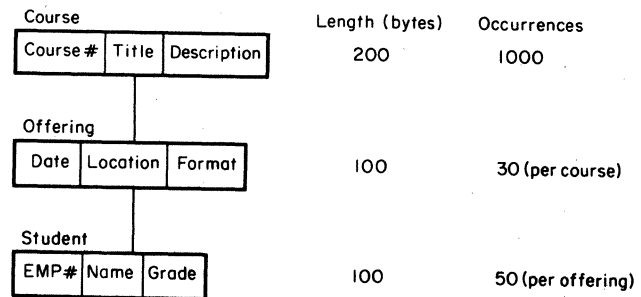 Course Length (bytes) Occurrences
Course # Title Description 200 1000
Offering
Date Location Format 100 30 (per course)
Student
EMP# Name Grade 100 50 (per offering)